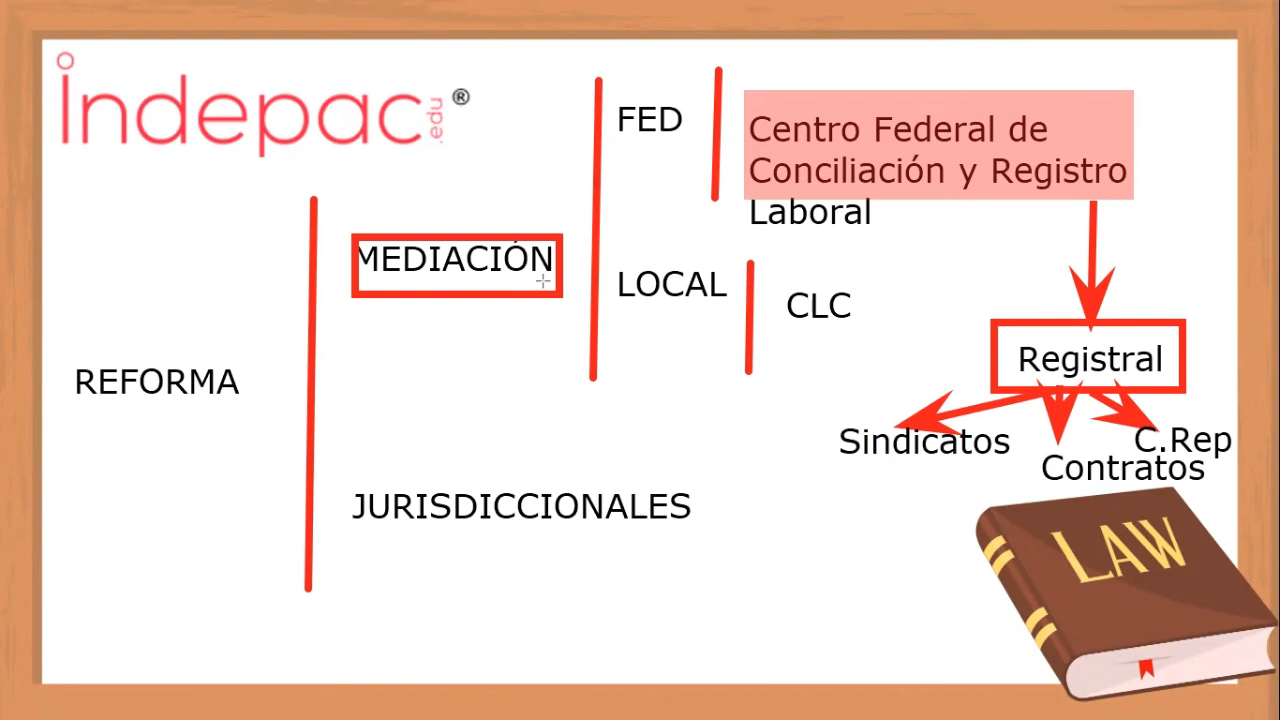 indepac.edu ®
FED
Centro Federal de
Conciliación y Registro
Laboral
MEDIACIÓN
LOCAL
CLC
REFORMA
Registral
Sindicatos
C.Rep
Contratos
JURISDICCIONALES
LAW